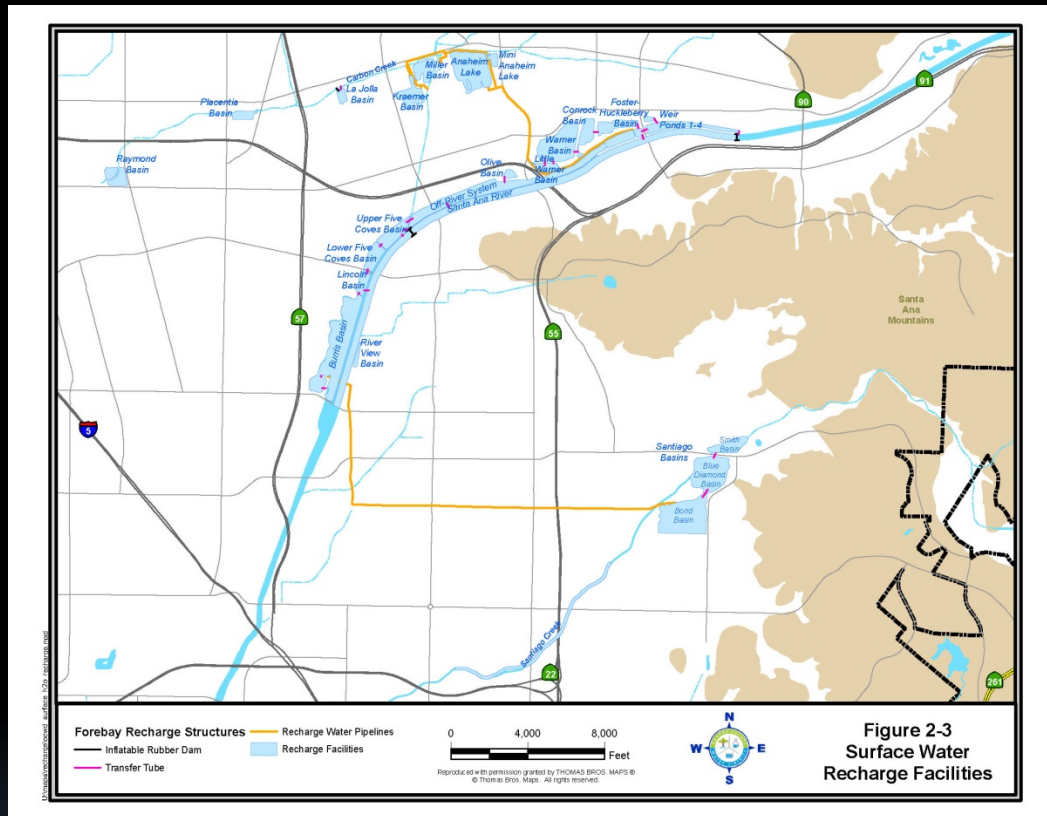 90
91
Carbon Creek
Miller
Basin
Anaheim
Lake
Mini
Anaheim
Lake
La Jolla
Basin
Kraemer
Basin
Placentia
Basin
Raymond
Basin
Conrock
Basin
Foster-
Huckleberry
Basin
Weir
Ponds 1-4
Warner
Basin
Little
Warner
Basin
Olive
Basin
Off-River System
Santa Ana River
Upper Five
Coves Basin
Lower Five
Coves Basin
Lincoln
Basin
Burris Basin
River
View
Basin
57
55
5
Santa
Ana
Mountains
Santiago
Basins
Smith
Basin
Blue
Diamond
Basin
Bond
Basin
Santiago Creek
22
261
Forebay Recharge Structures
Inflatable Rubber Dam
Transfer Tube
Recharge Water Pipelines
Recharge Facilities
0 4,000 8,000
Feet
Reproduced with permission granted by THOMAS BROS. MAPS ®
© Thomas Bros. Maps. All rights reserved.
N
W E
S
Figure 2-3
Surface Water
Recharge Facilities